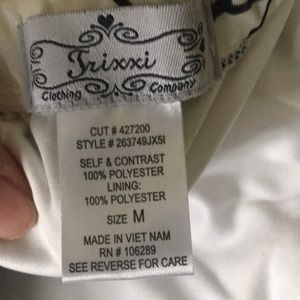 Trixxi
Clothing Company
CUT # 427200
STYLE # 263749JX5I
SELF & CONTRAST
100% POLYESTER
LINING:
100% POLYESTER
SIZE M
MADE IN VIET NAM
RN # 106289
SEE REVERSE FOR CARE